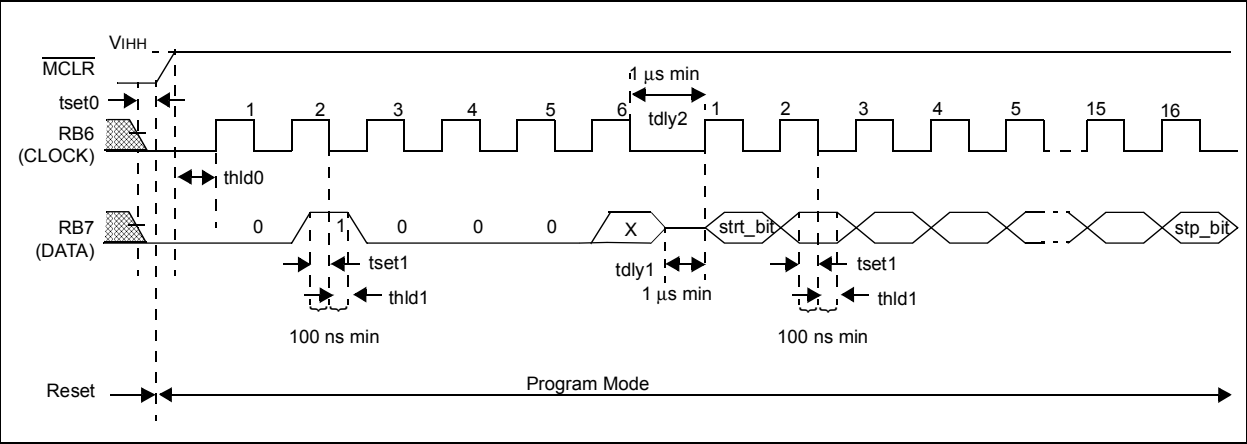 VIHH
MCLR
1 µs min
tset0
1 2 3 4 5 6 1 2 3 4 5 15 16
tdly2
RB6
(CLOCK)
thld0
RB7
(DATA)
0 1 0 0 0 X strt_bit stp_bit
tset1 tdly1 tset1
thld1 1 µs min thld1
100 ns min 100 ns min
Reset Program Mode